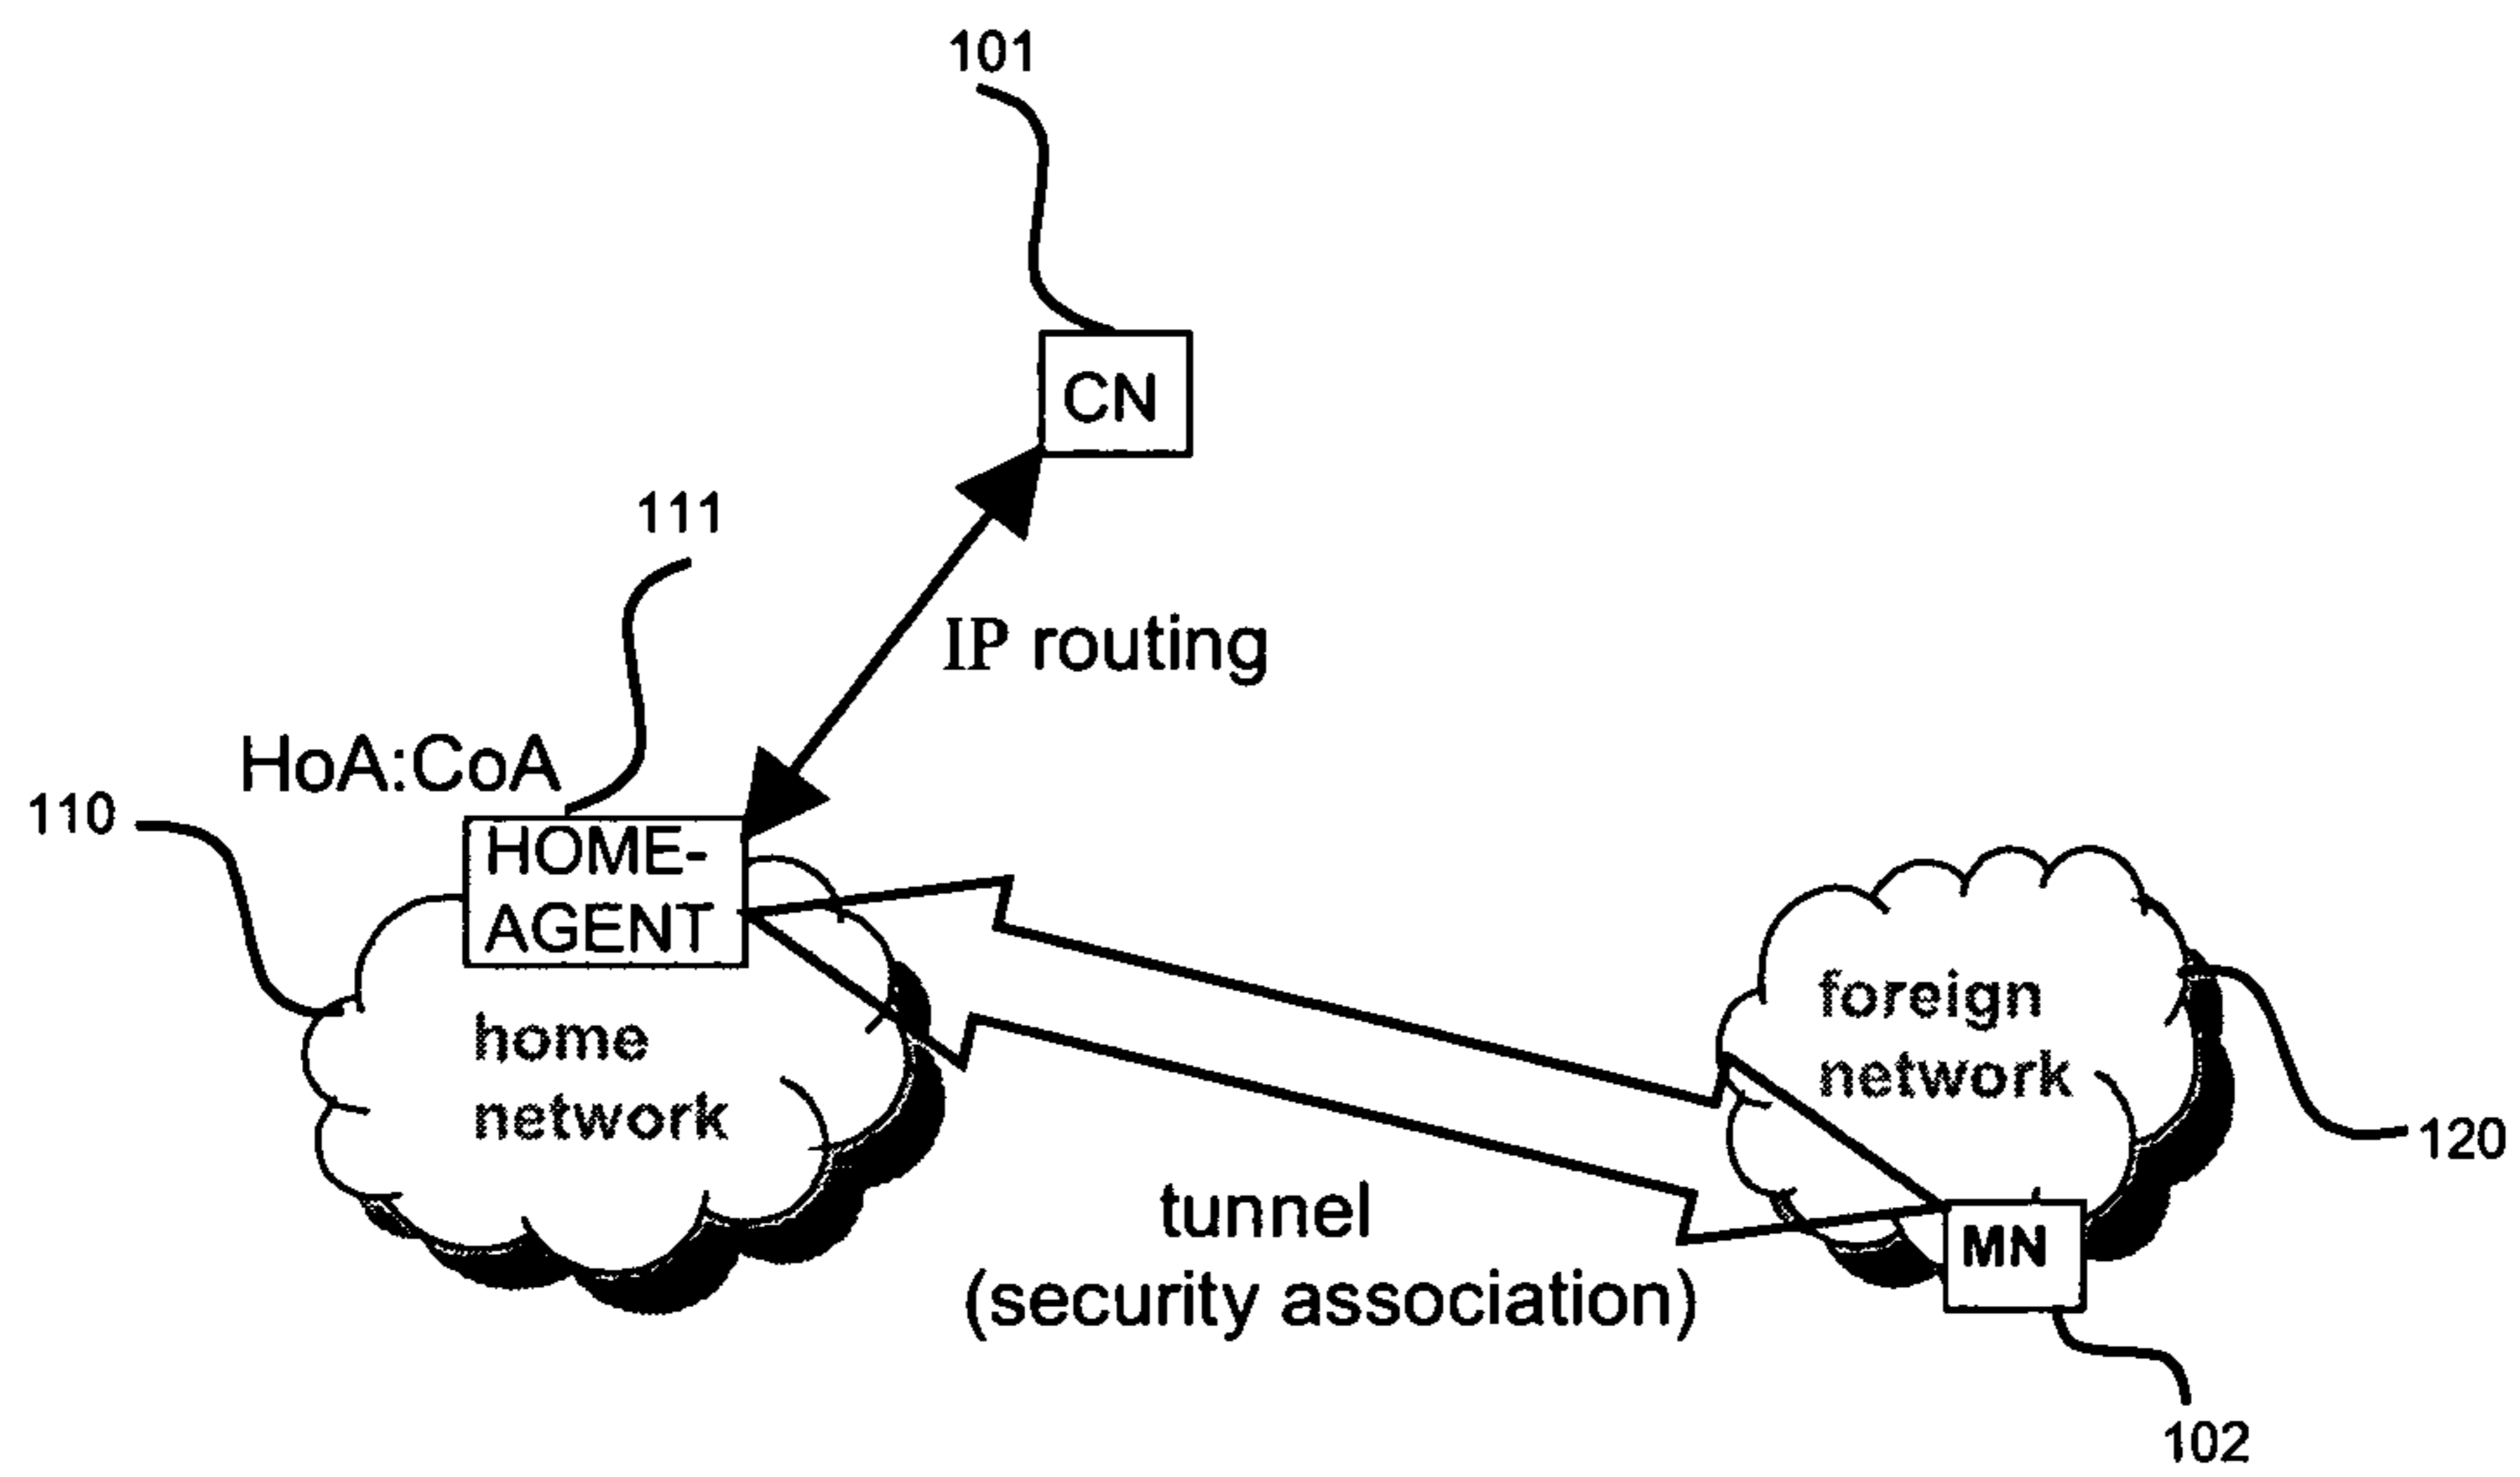 101
CN
111
IP routing
HoA:CoA
110
HOME-
AGENT
home
network
foreign
network
120
tunnel
(security association)
MN
102